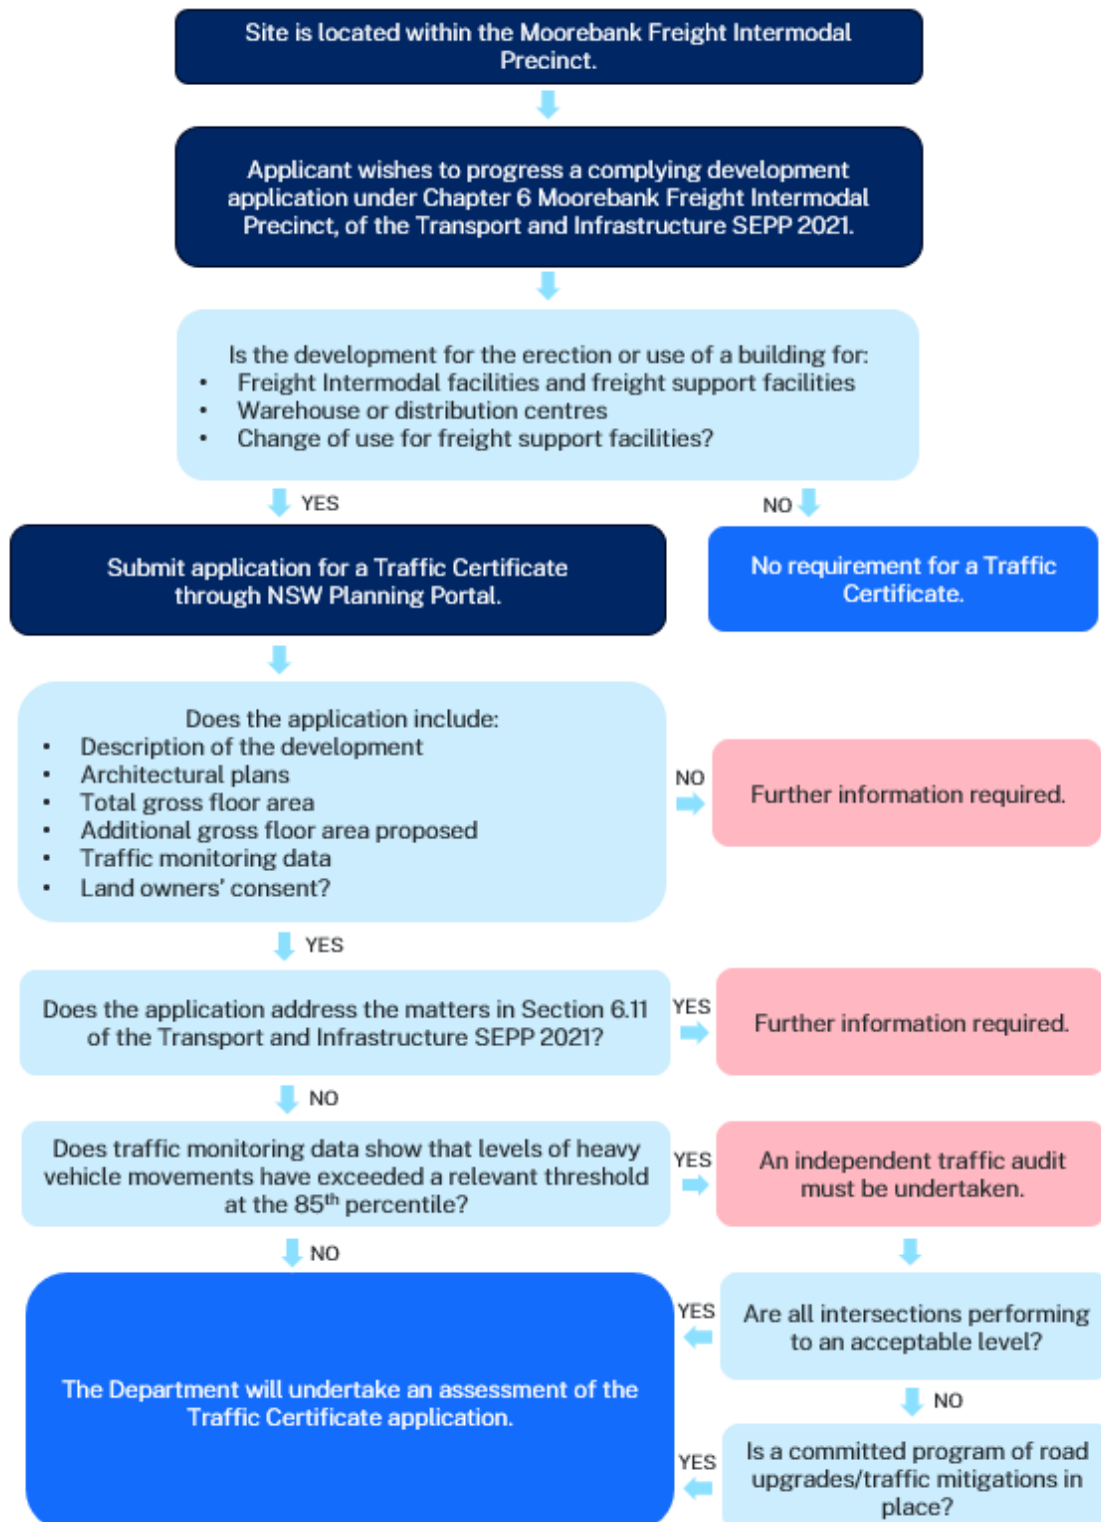 Site is located within the Moorebank Freight Intermodal
Precinct.
Applicant wishes to progress a complying development
application under Chapter 6 Moorebank Freight Intermodal
Precinct, of the Transport and Infrastructure SEPP 2021.
Is the development for the erection or use of a building for:
• Freight Intermodal facilities and freight support facilities
• Warehouse or distribution centres
• Change of use for freight support facilities?
YES
NO
Submit application for a Traffic Certificate
through NSW Planning Portal.
No requirement for a Traffic
Certificate.
Does the application include:
• Description of the development
• Architectural plans
• Total gross floor area
• Additional gross floor area proposed
• Traffic monitoring data
• Land owners’ consent?
NO
Further information required.
YES
Does the application address the matters in Section 6.11
of the Transport and Infrastructure SEPP 2021?
YES
Further information required.
NO
Does traffic monitoring data show that levels of heavy
vehicle movements have exceeded a relevant threshold
at the 85th percentile?
YES
An independent traffic audit
must be undertaken.
NO
The Department will undertake an assessment of the
Traffic Certificate application.
YES
Are all intersections performing
to an acceptable level?
NO
YES
Is a committed program of road
upgrades/traffic mitigations in
place?